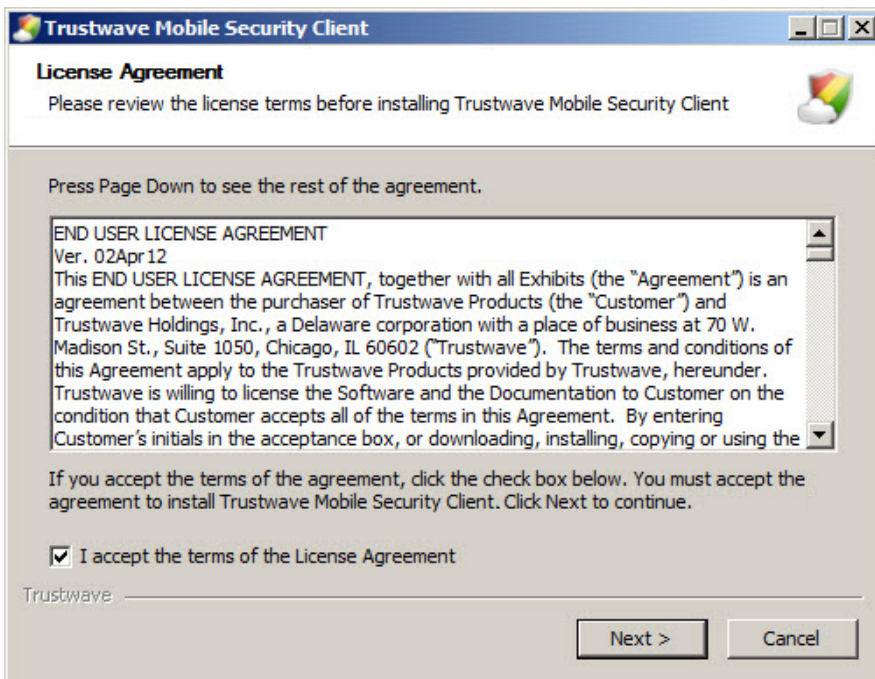 Trustwave Mobile Security Client
License Agreement
Please review the license terms before installing Trustwave Mobile Security Client
Press Page Down to see the rest of the agreement.
END USER LICENSE AGREEMENT
Ver. 02Apr12
This END USER LICENSE AGREEMENT, together with all Exhibits (the “Agreement”) is an
agreement between the purchaser of Trustwave Products (the “Customer”) and
Trustwave Holdings, Inc., a Delaware corporation with a place of business at 70 W.
Madison St., Suite 1050, Chicago, IL 60602 (“Trustwave”).  The terms and conditions of
this Agreement apply to the Trustwave Products provided by Trustwave, hereunder.
Trustwave is willing to license the Software and the Documentation to Customer on the
condition that Customer accepts all of the terms in this Agreement.  By entering
Customer’s initials in the acceptance box, or downloading, installing, copying or using the
If you accept the terms of the agreement, click the check box below. You must accept the
agreement to install Trustwave Mobile Security Client. Click Next to continue.
I accept the terms of the License Agreement
Trustwave
Next >
Cancel